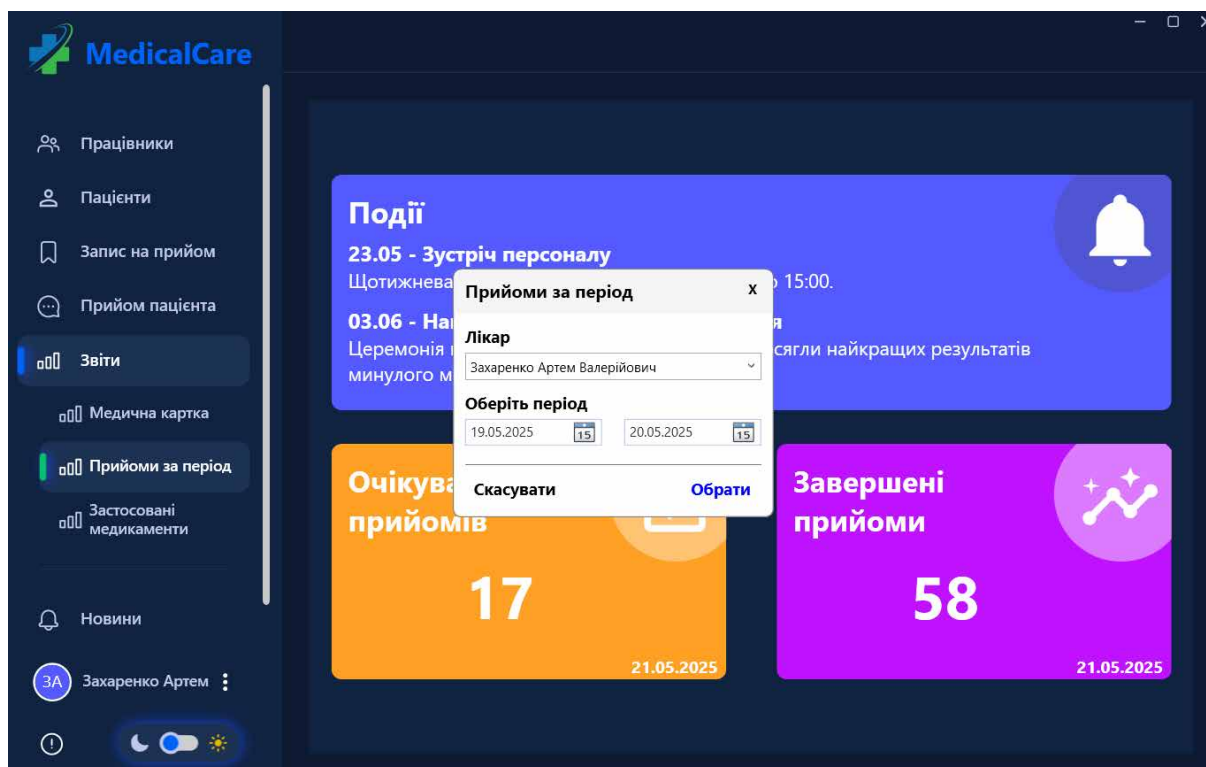 MedicalCare
Працівники
Пацієнти
Запис на прийом
Прийом пацієнта
Звіти
Медична картка
Прийоми за період
Застосовані
медикаменти
Новини
ЗА
Захаренко Артем
Події
23.05 - Зустріч персоналу
Щотижнева
15:00.
03.06 -
Церемонія
сягли найкращих результатів
минулого
Прийоми за період
X
Лікар
Захаренко Артем Валерійович
Оберіть період
19.05.2025
15
20.05.2025
15
Скасувати
Обрати
прийомів
17
21.05.2025
Завершені
прийоми
58
21.05.2025